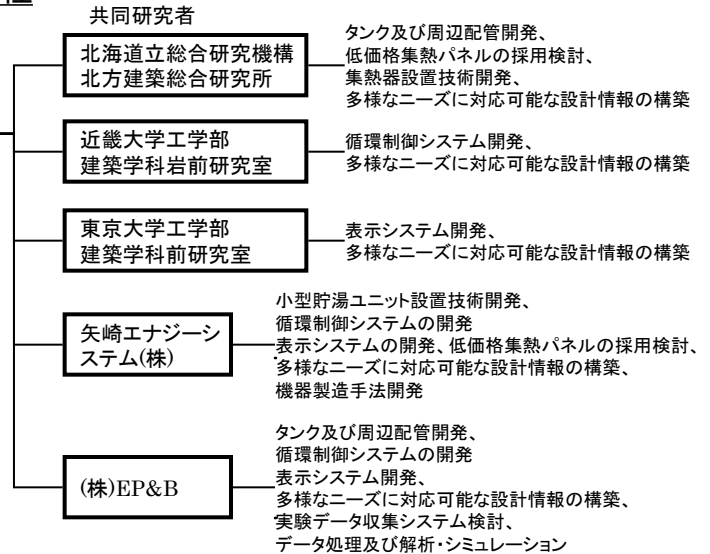 共同研究者
北海道立総合研究機構
北方建築総合研究所
タンク及び周辺配管開発、
低価格集熱パネルの採用検討、
集熱器設置技術開発、
多様なニーズに対応可能な設計情報の構築
近畿大学工学部
建築学科岩前研究室
循環制御システム開発、
多様なニーズに対応可能な設計情報の構築
東京大学工学部
建築学科前研究室
表示システム開発、
多様なニーズに対応可能な設計情報の構築
矢崎エナジーシ
ステム(株)
小型貯湯ユニット設置技術開発、
循環制御システムの開発
表示システムの開発、低価格集熱パネルの採用検討、
多様なニーズに対応可能な設計情報の構築、
機器製造手法開発
(株)EP&B
タンク及び周辺配管開発、
循環制御システムの開発
表示システム開発、
多様なニーズに対応可能な設計情報の構築、
実験データ収集システム検討、
データ処理及び解析・シミュレーション